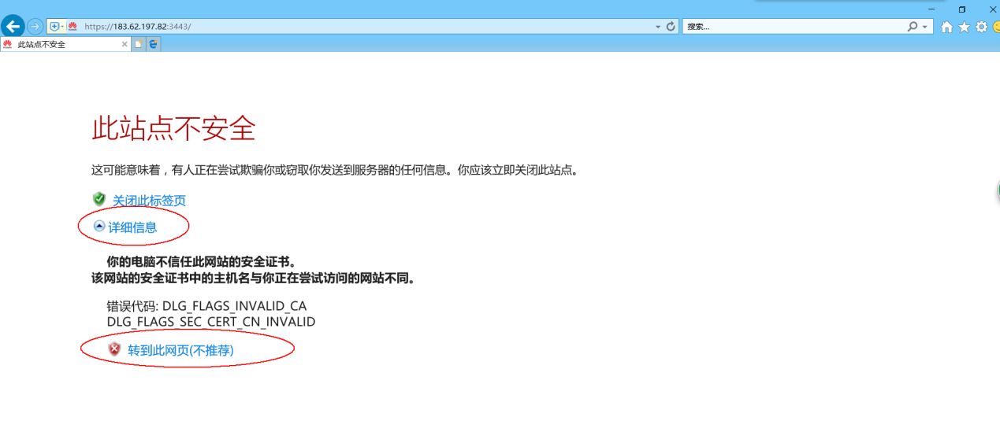 https://183.62.197.82:3443/
搜索...
此站点不安全
此站点不安全
这可能意味着，有人正在尝试欺骗你或窃取你发送到服务器的任何信息。你应该立即关闭此站点。
关闭此标签页
详细信息
你的电脑不信任此网站的安全证书。
该网站的安全证书中的主机名与你正在尝试访问的网站不同。
错误代码: DLG_FLAGS_INVALID_CA
DLG_FLAGS_SEC_CERT_CN_INVALID
转到此网页(不推荐)